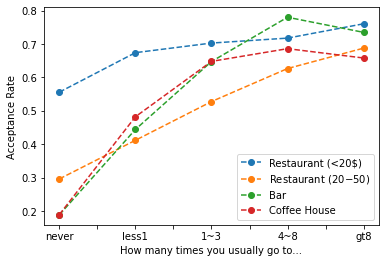 0.8
0.7
0.6
0.5
0.4
0.3
0.2
Acceptance Rate
never
less1
1~3
4~8
gt8
How many times you usually go to...
Restaurant (<20$)
Restaurant (20−50)
Bar
Coffee House